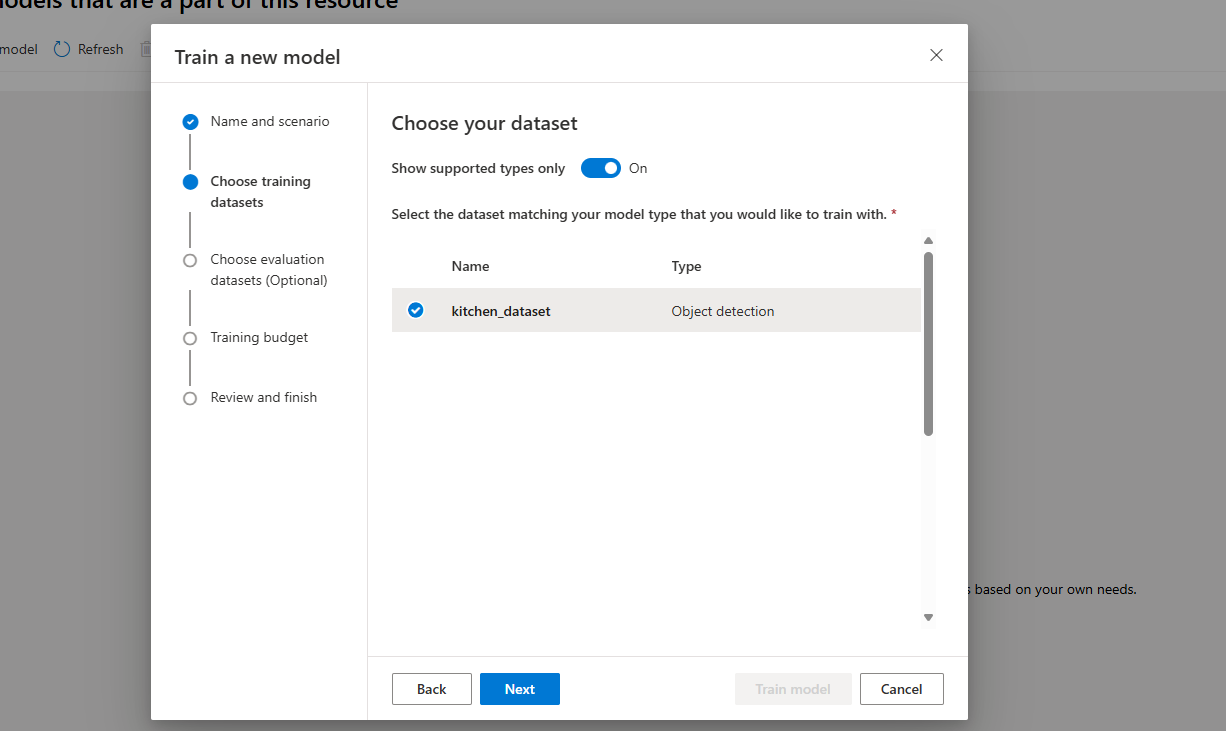 models that are a part of this resource
model Refresh
Train a new model
Name and scenario
Choose training
datasets
Choose evaluation
datasets (Optional)
Training budget
Review and finish
Choose your dataset
Show supported types only On
Select the dataset matching your model type that you would like to train with. *
Name Type
kitchen_dataset Object detection
based on your own needs.
Back Next Train model Cancel